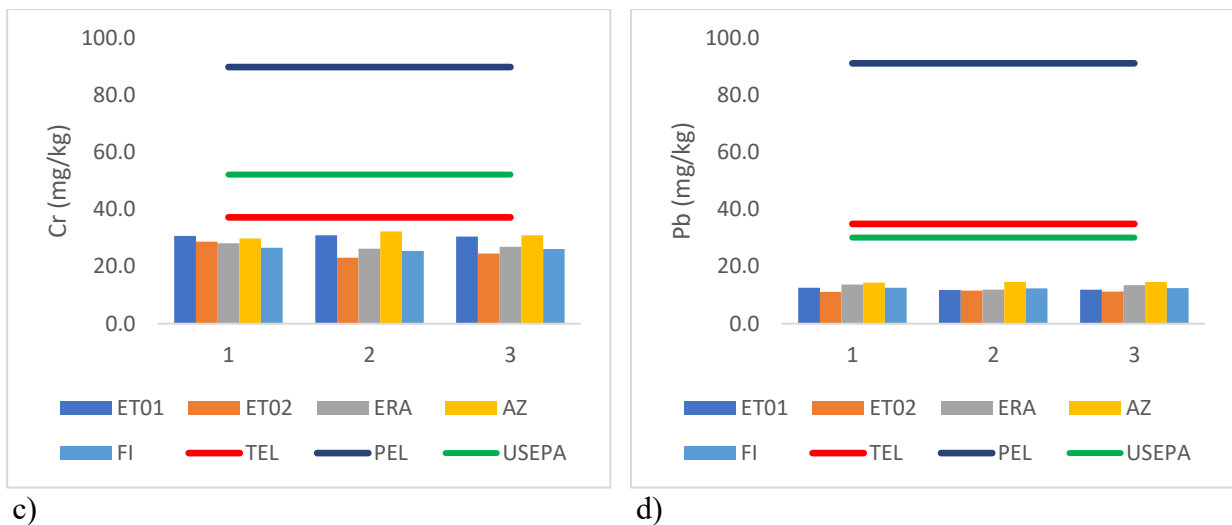 100.0
80.0
60.0
40.0
20.0
0.0
Cr (mg/kg)
1 2 3
ET01 ET02 ERA AZ
FI TEL PEL USEPA
c)
100.0
80.0
60.0
40.0
20.0
0.0
Pb (mg/kg)
1 2 3
ET01 ET02 ERA AZ
FI TEL PEL USEPA
d)